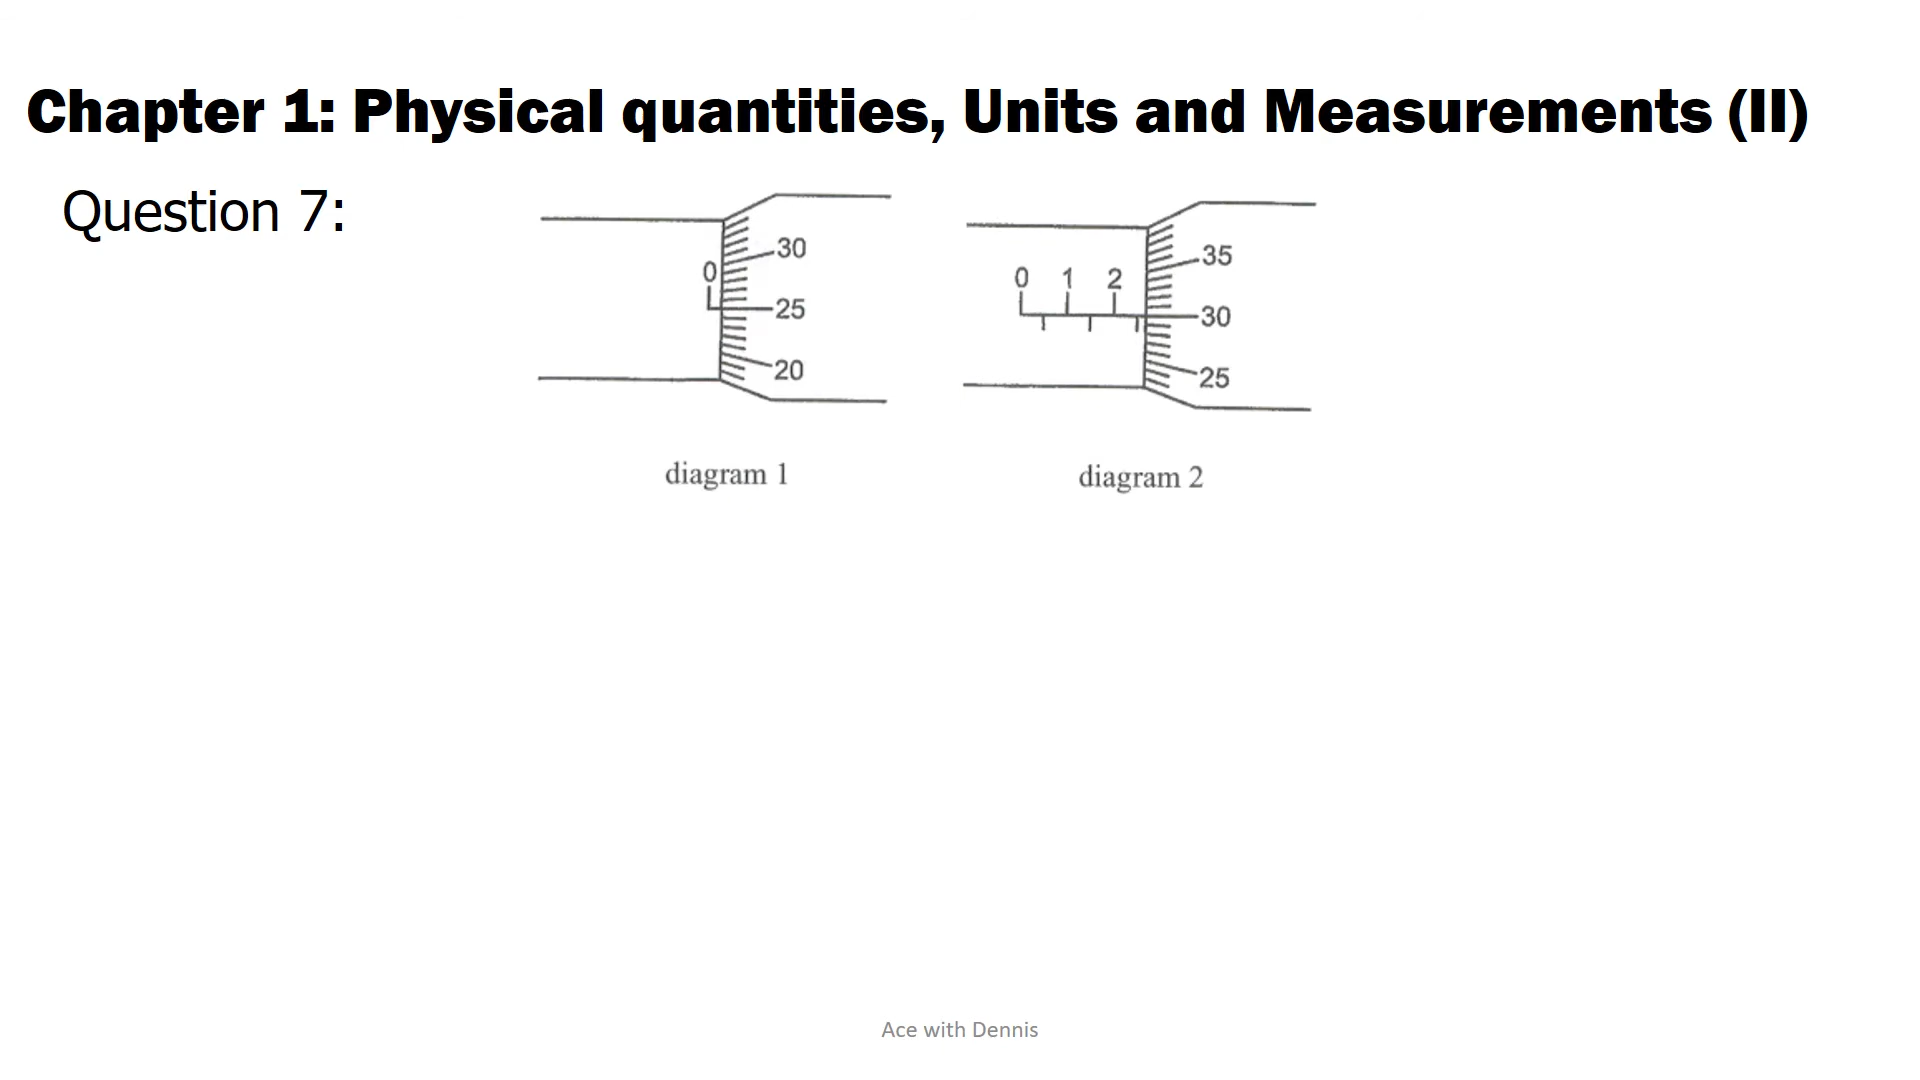 Chapter 1: Physical quantities, Units and Measurements (II)
Question 7:
30
0
25
20
diagram 1
35
0 1 2
30
25
diagram 2
Ace with Dennis